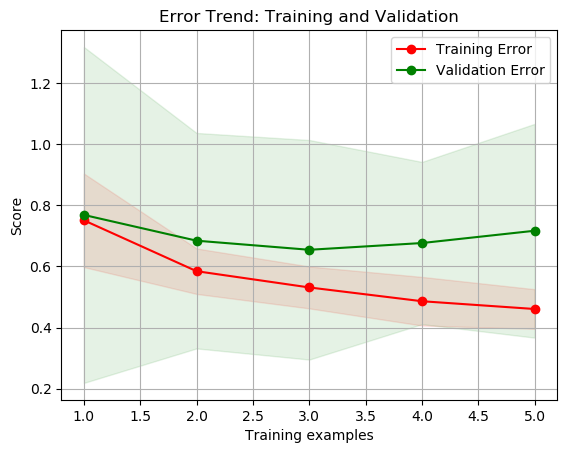 Error Trend: Training and Validation
Training Error
Validation Error
Score
1.2
1.0
0.8
0.6
0.4
0.2
1.0 1.5 2.0 2.5 3.0 3.5 4.0 4.5 5.0
Training examples